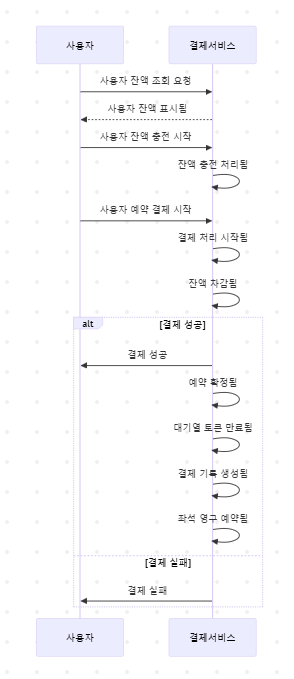 사용자 결제서비스
사용자 잔액 조회 요청
사용자 잔액 표시됨
사용자 잔액 충전 시작
잔액 충전 처리됨
사용자 예약 결제 시작
결제 처리 시작됨
잔액 차감됨
alt [결제 성공]
결제 성공
예약 확정됨
대기열 토큰 만료됨
결제 기록 생성됨
좌석 영구 예약됨
[결제 실패]
결제 실패
사용자 결제서비스